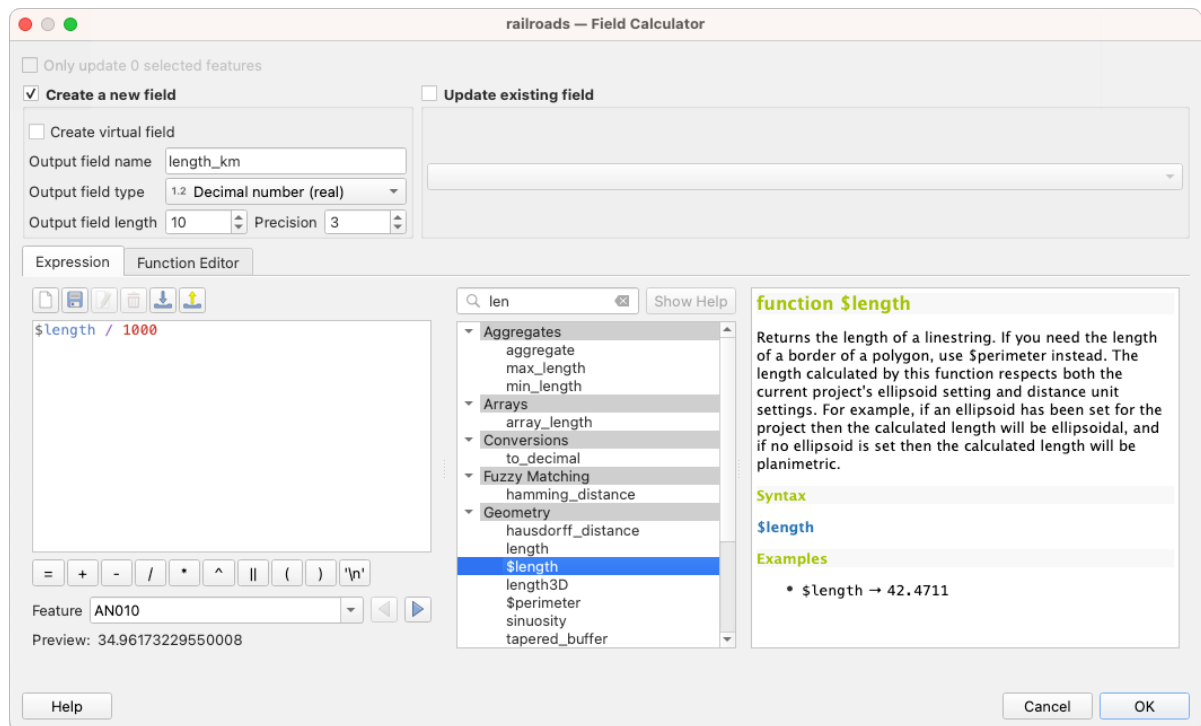 railroads — Field Calculator
Only update 0 selected features
Create a new field
Update existing field
Create virtual field
Output field name length_km
Output field type 1.2 Decimal number (real)
Output field length 10 Precision 3
Expression Function Editor
len Show Help
$length / 1000
Aggregates
aggregate
max_length
min_length
Arrays
array_length
Conversions
to_decimal
Fuzzy Matching
hamming_distance
Geometry
hausdorff_distance
length
$length
length3D
$perimeter
sinuosity
tapered_buffer
function $length
Returns the length of a linestring. If you need the length
of a border of a polygon, use $perimeter instead. The
length calculated by this function respects both the
current project's ellipsoid setting and distance unit
settings. For example, if an ellipsoid has been set for the
project then the calculated length will be ellipsoidal, and
if no ellipsoid is set then the calculated length will be
planimetric.
Syntax
$length
Examples
• $length → 42.4711
= + - / * ^ || ( ) '\n'
Feature AN010
Preview: 34.96173229550008
Help Cancel OK